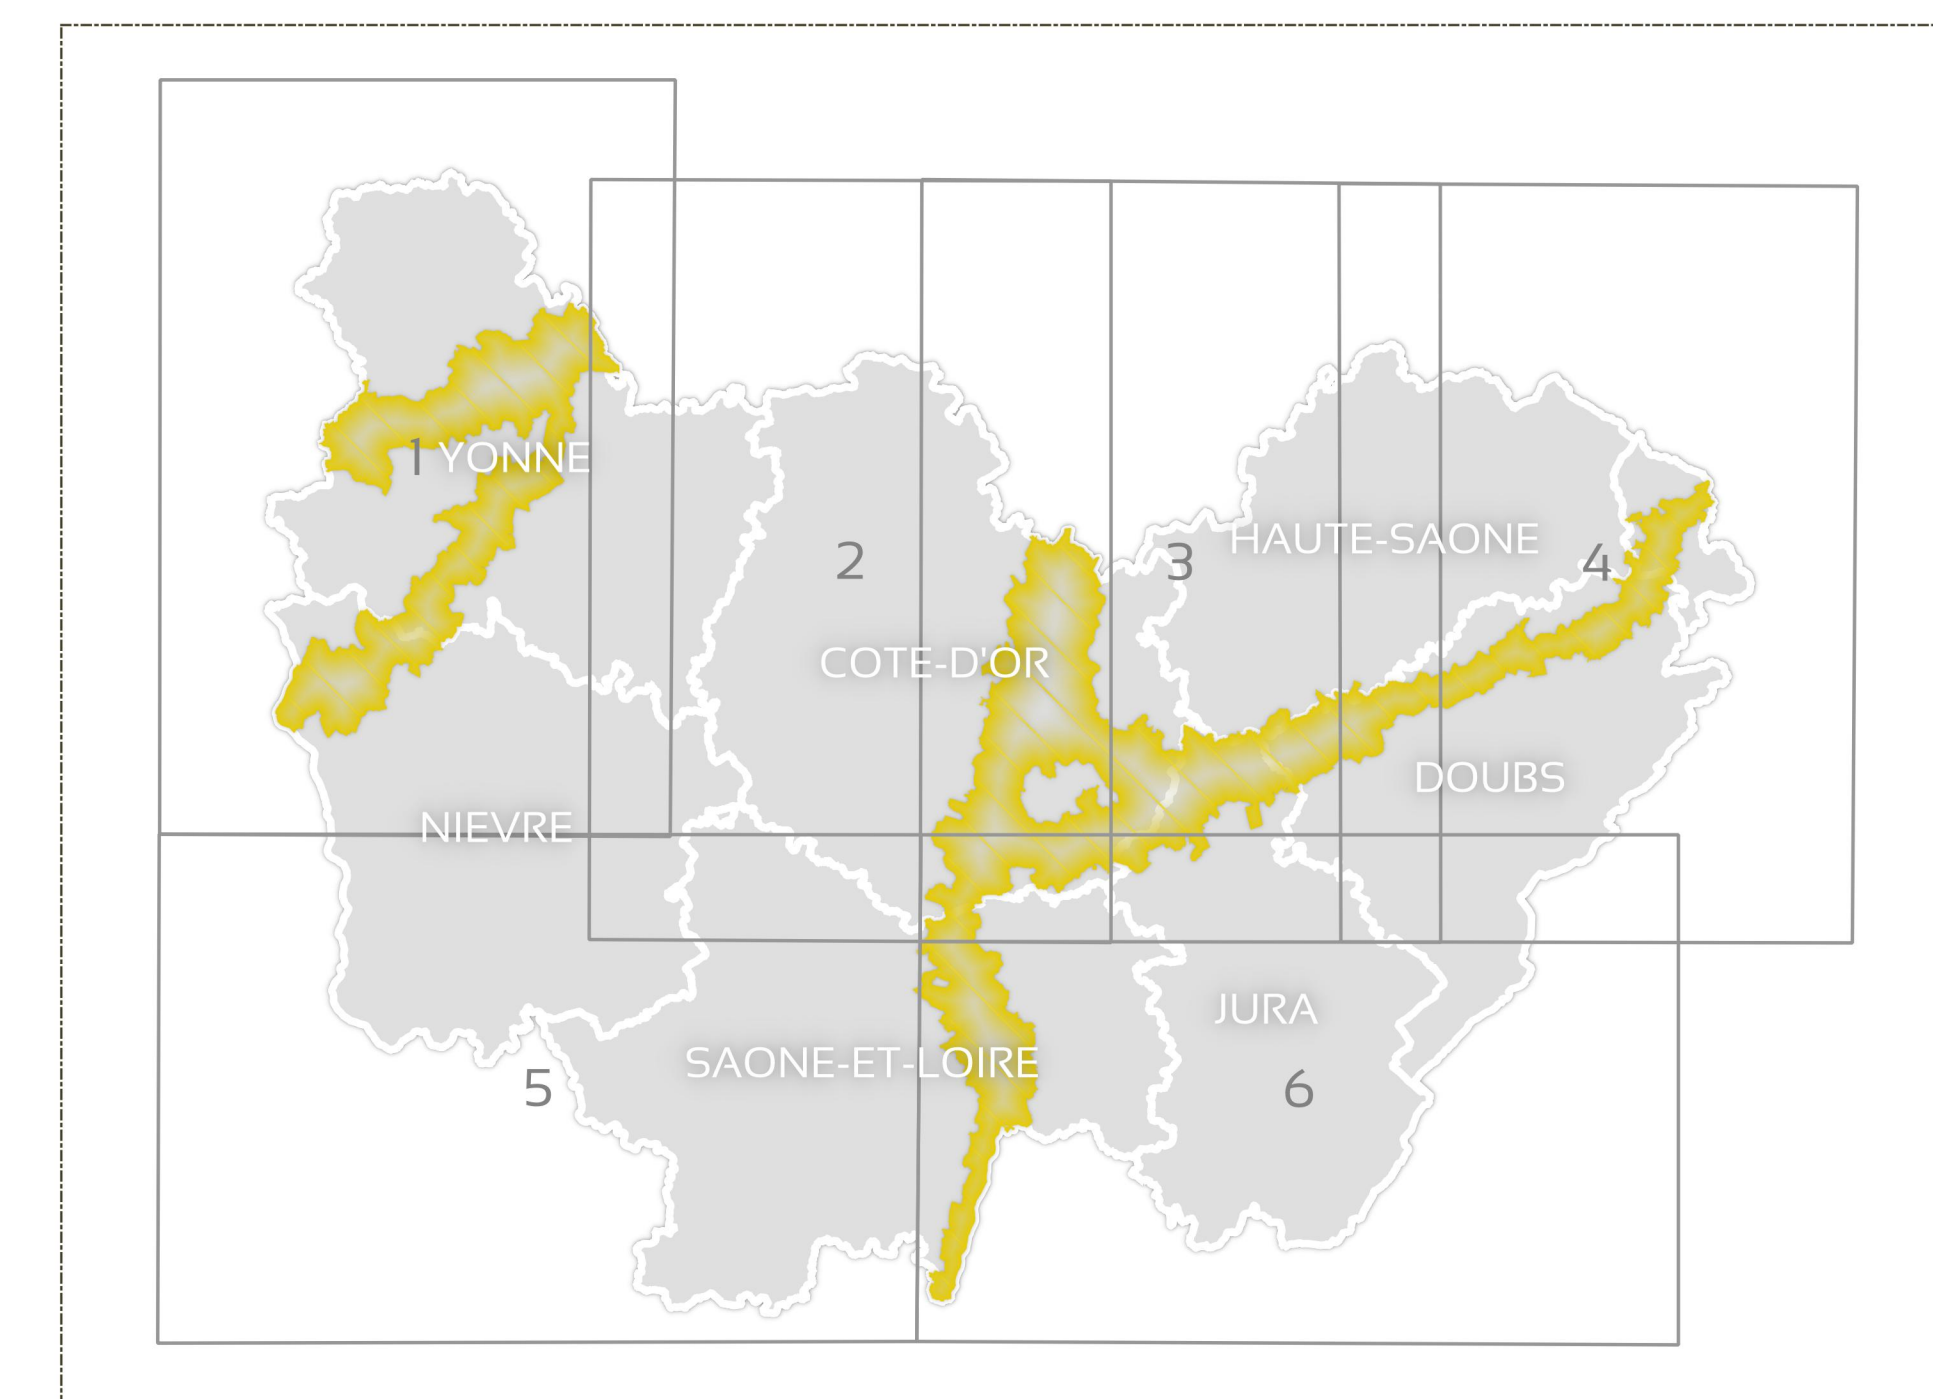 1 YONNE
2
3
HAUTE-SAONE
4
COTE-D'OR
DOUBS
NIEVRE
JURA
SAONE-ET-LOIRE
5
6